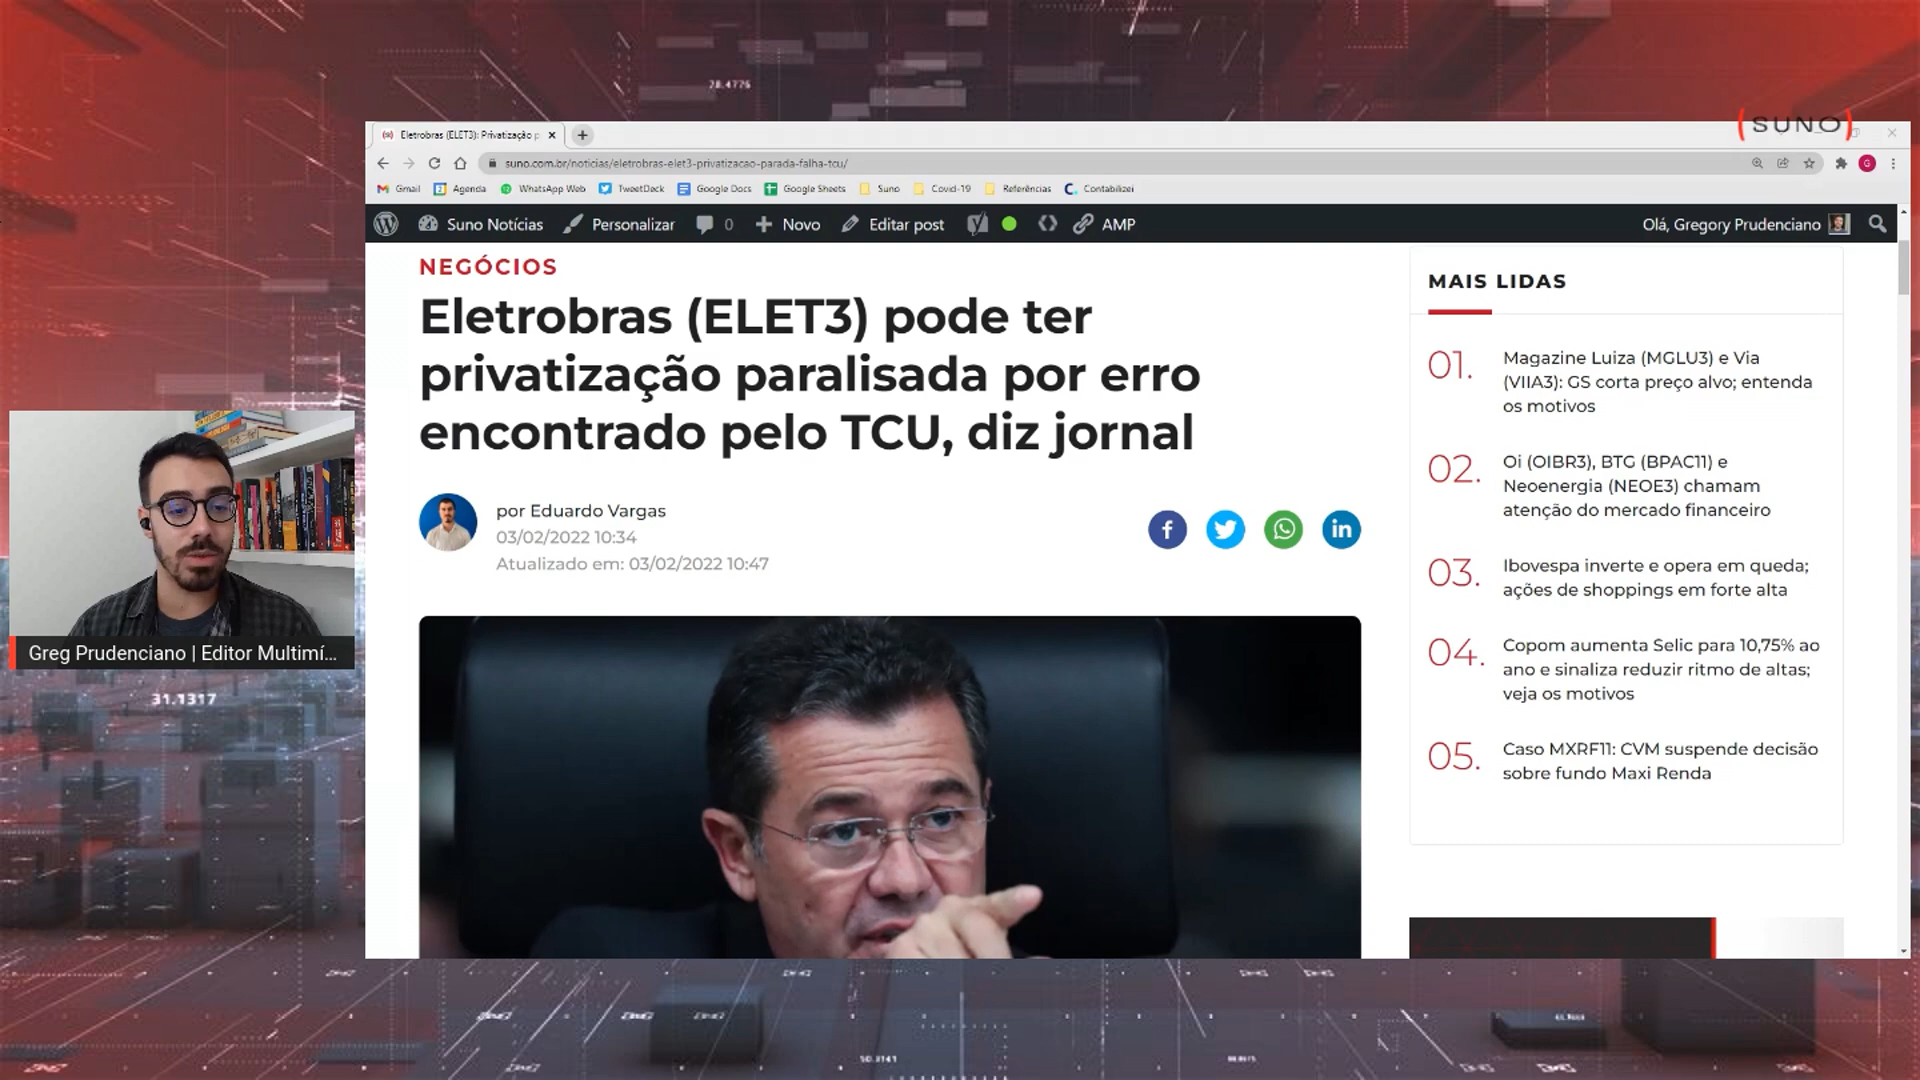 28.4776
(SUNO)
Eletrobras (ELET3): Privatização p
suno.com.br/noticias/eletrobras-elet3-privatizacao-parada-falha-tcu/
G
Gmail Agenda WhatsApp Web TweetDeck Google Docs Google Sheets Suno Covid-19 Referências Contabilizei
Suno Notícias Personalizar 0 Novo Editar post AMP Olá, Gregory Prudenciano
NEGÓCIOS
Eletrobras (ELET3) pode ter
privatização paralisada por erro
encontrado pelo TCU, diz jornal
por Eduardo Vargas
03/02/2022 10:34
Atualizado em: 03/02/2022 10:47
MAIS LIDAS
01. Magazine Luiza (MGLU3) e Via
(VIIA3): GS corta preço alvo; entenda
os motivos
02. Oi (OIBR3), BTG (BPAC11) e
Neoenergia (NEOE3) chamam
atenção do mercado financeiro
03. Ibovespa inverte e opera em queda;
ações de shoppings em forte alta
04. Copom aumenta Selic para 10,75% ao
ano e sinaliza reduzir ritmo de altas;
veja os motivos
05. Caso MXRF11: CVM suspende decisão
sobre fundo Maxi Renda
Greg Prudenciano | Editor Multimí...
31.1317
50.3141